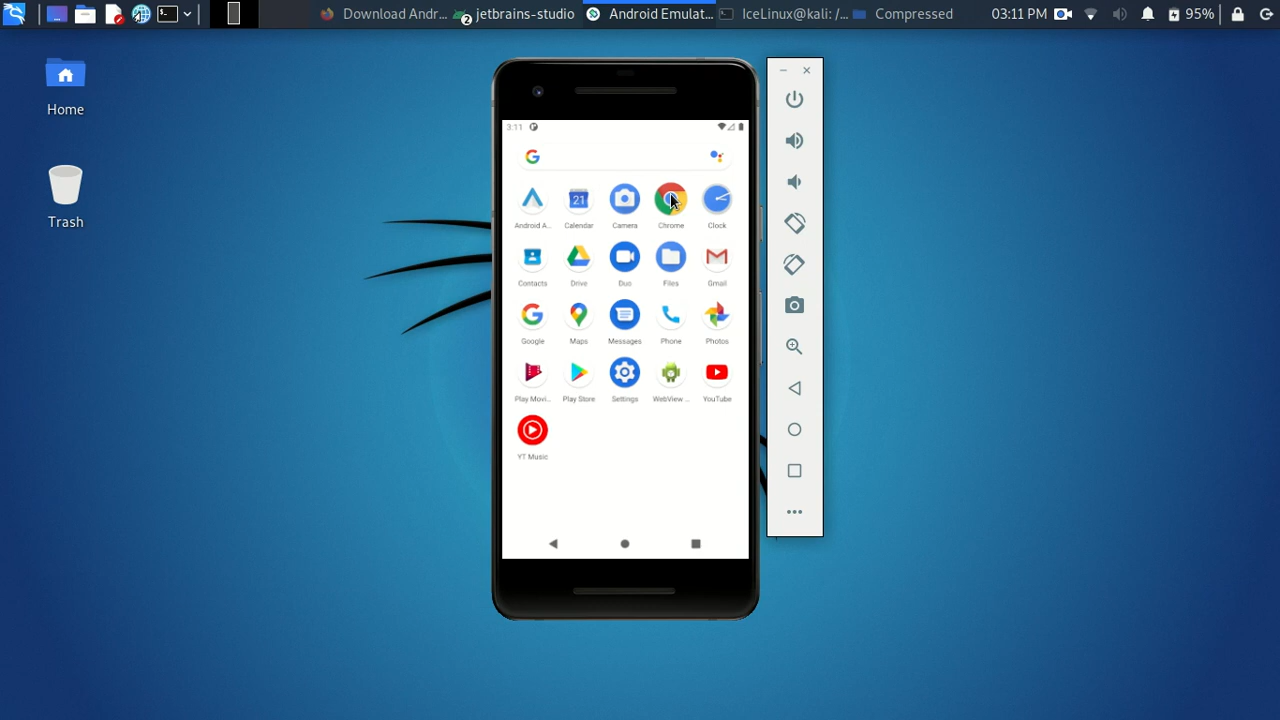 Download Andr...
2
jetbrains-studio
Android Emulat...
IceLinux@kali: /...
Compressed
03:11 PM
95%
Home
Trash
3:11
G
Android A..
Calendar
Camera
Chrome
Clock
21
Contacts
Drive
Duo
Files
Gmail
Google
Maps
Messages
Phone
Photos
Play Movi..
Play Store
Settings
WebView ..
YouTube
YT Music